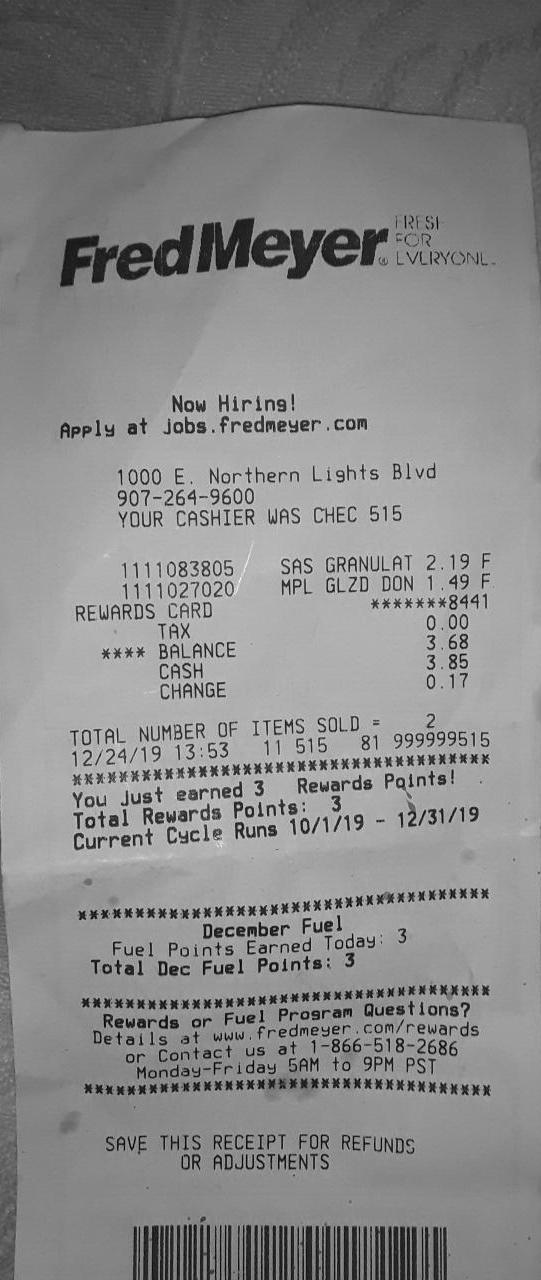 FredMeyer® FRESH
FOR
EVERYONE
Now Hiring!
Apply at jobs.fredmeyer.com
1000 E. Northern Lights Blvd
907-264-9600
YOUR CASHIER WAS CHEC 515
1111083805 SAS GRANULAT 2.19 F
1111027020 MPL GLZD DON 1.49 F
REWARDS CARD *******8441
TAX 0.00
**** BALANCE 3.68
CASH 3.85
CHANGE 0.17
TOTAL NUMBER OF ITEMS SOLD = 2
12/24/19 13:53 11 515 81 999999515
************************************
You just earned 3 Rewards Points!
Total Rewards Points: 3
Current Cycle Runs 10/1/19 - 12/31/19
************************************
December Fuel
Fuel Points Earned Today: 3
Total Dec Fuel Points: 3
************************************
Rewards or Fuel Program Questions?
Details at www.fredmeyer.com/rewards
or Contact us at 1-866-518-2686
Monday-Friday 5AM to 9PM PST
************************************
SAVE THIS RECEIPT FOR REFUNDS
OR ADJUSTMENTS